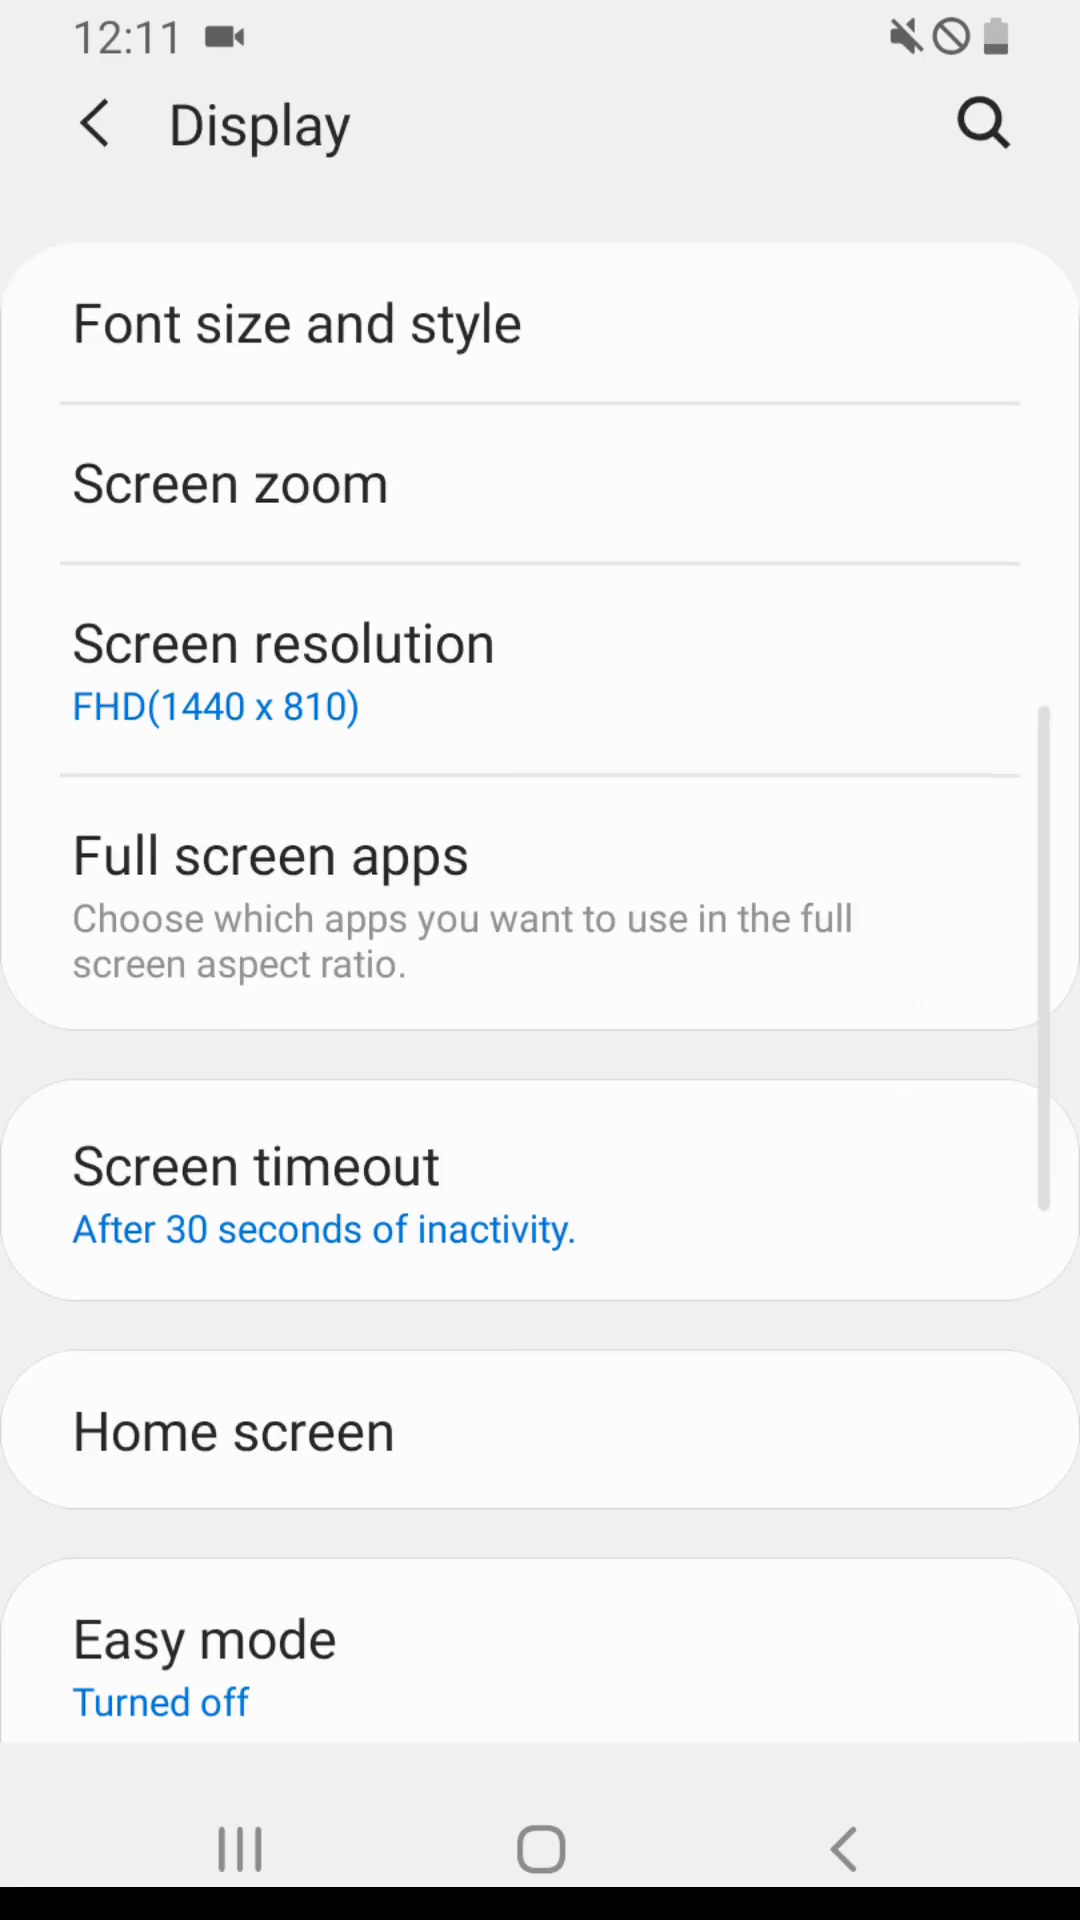 12:11
Display
Font size and style
Screen zoom
Screen resolution
FHD(1440 x 810)
Full screen apps
Choose which apps you want to use in the full
screen aspect ratio.
Screen timeout
After 30 seconds of inactivity.
Home screen
Easy mode
Turned off